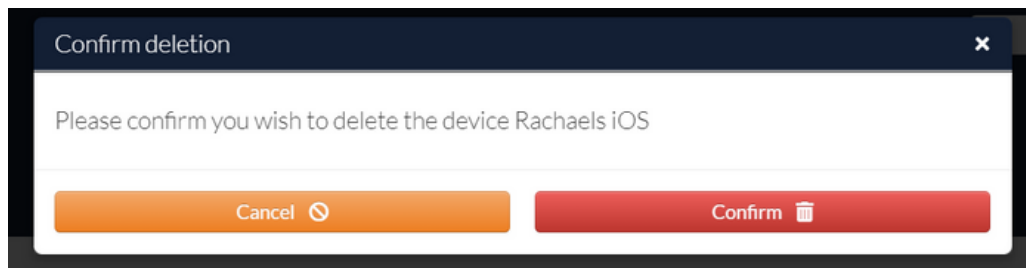 Confirm deletion
Please confirm you wish to delete the device Rachaels iOS
Cancel
Confirm